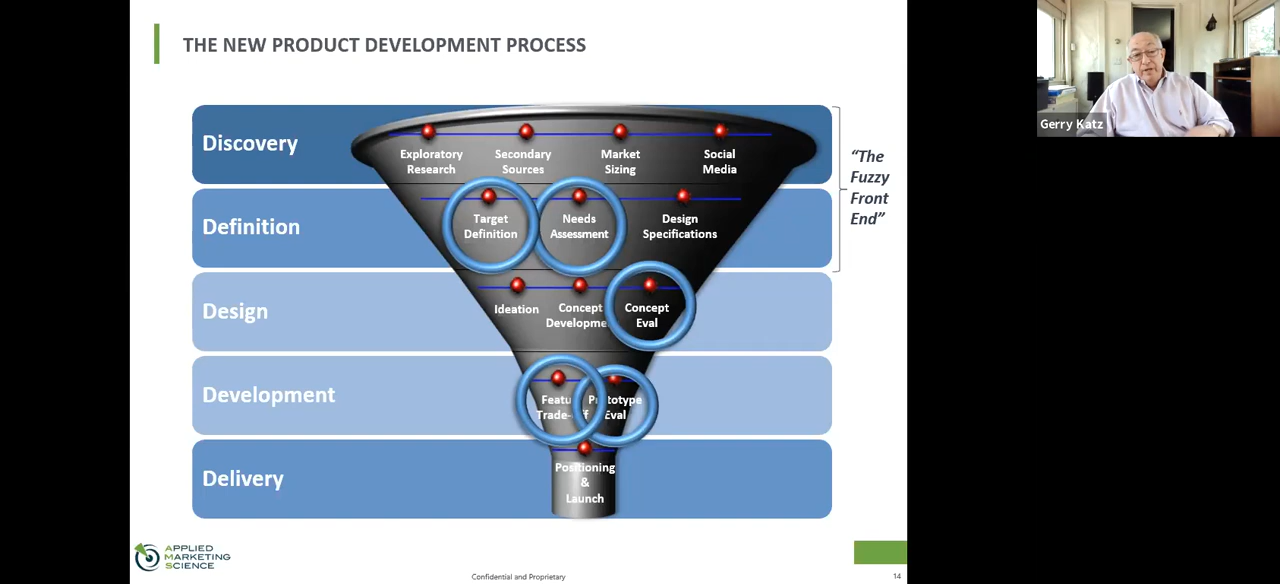 THE NEW PRODUCT DEVELOPMENT PROCESS
Gerry Katz
Discovery
Exploratory
Research
Secondary
Sources
Market
Sizing
Social
Media
“The
Fuzzy
Front
End”
Definition
Target
Definition
Needs
Assessment
Design
Specifications
Design
Ideation
Concept
Developme
Concept
Eval
Development
Featu
Trade-ff
Prototype
Eval
Delivery
Positioning
&
Launch
APPLIED
MARKETING
SCIENCE
Confidential and Proprietary
14